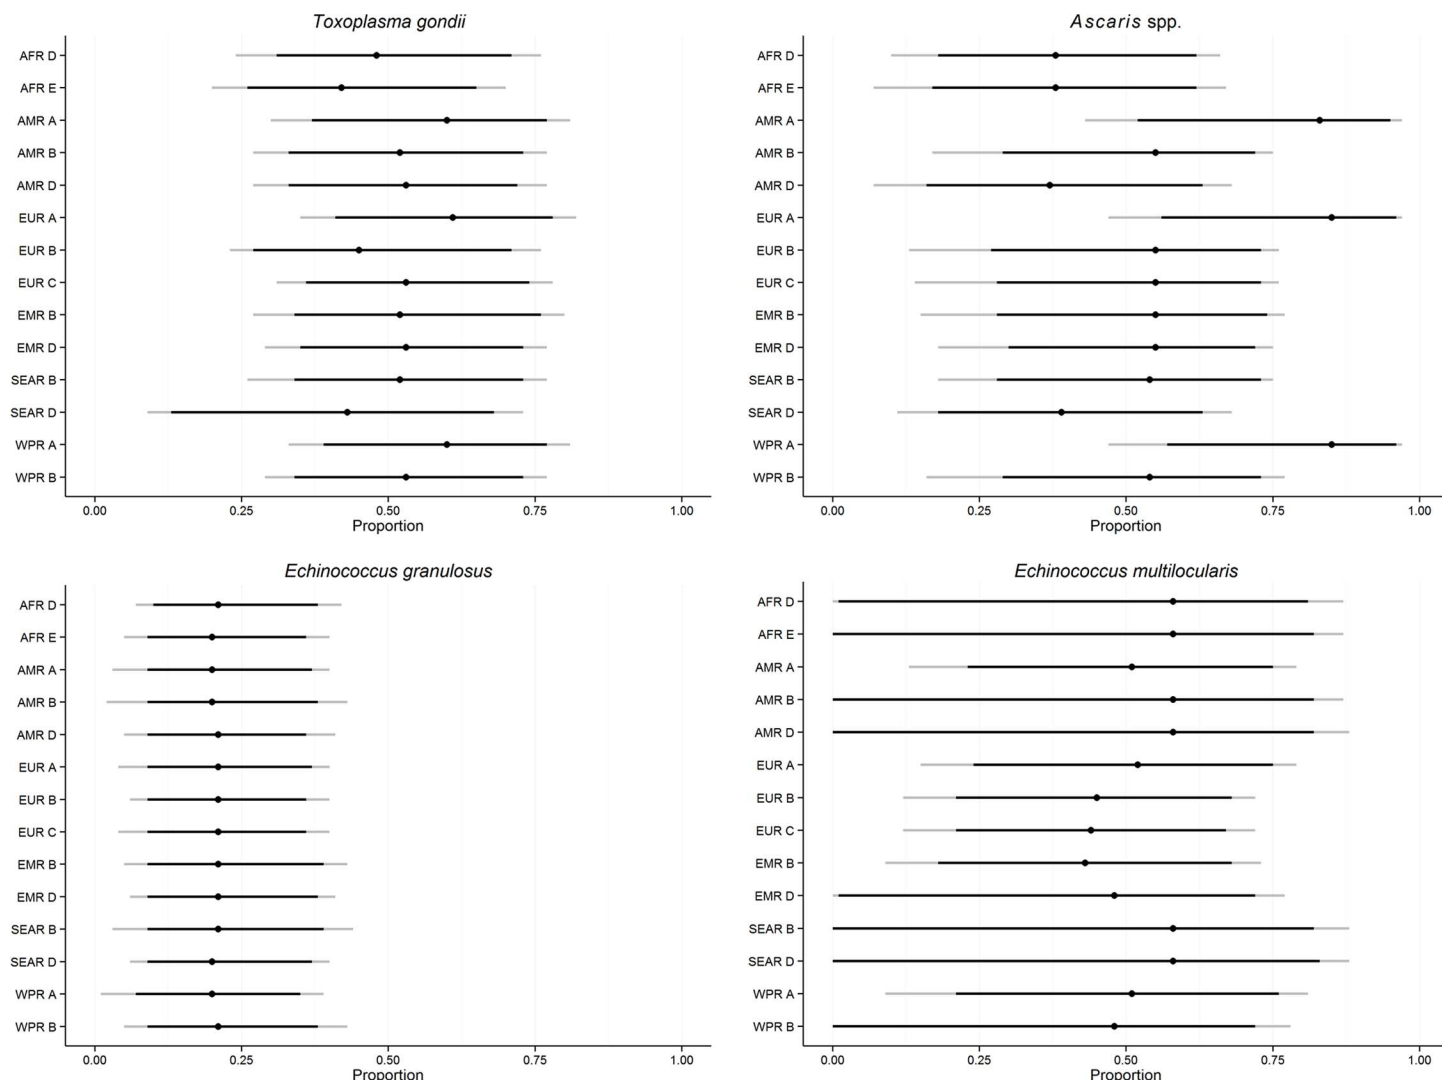 Toxoplasma gondii
AFR D
AFR E
AMR A
AMR B
AMR D
EUR A
EUR B
EUR C
EMR B
EMR D
SEAR B
SEAR D
WPR A
WPR B
0.00 0.25 0.50 0.75 1.00
Proportion
Ascaris spp.
AFR D
AFR E
AMR A
AMR B
AMR D
EUR A
EUR B
EUR C
EMR B
EMR D
SEAR B
SEAR D
WPR A
WPR B
0.00 0.25 0.50 0.75 1.00
Proportion
Echinococcus granulosus
AFR D
AFR E
AMR A
AMR B
AMR D
EUR A
EUR B
EUR C
EMR B
EMR D
SEAR B
SEAR D
WPR A
WPR B
0.00 0.25 0.50 0.75 1.00
Proportion
Echinococcus multilocularis
AFR D
AFR E
AMR A
AMR B
AMR D
EUR A
EUR B
EUR C
EMR B
EMR D
SEAR B
SEAR D
WPR A
WPR B
0.00 0.25 0.50 0.75 1.00
Proportion